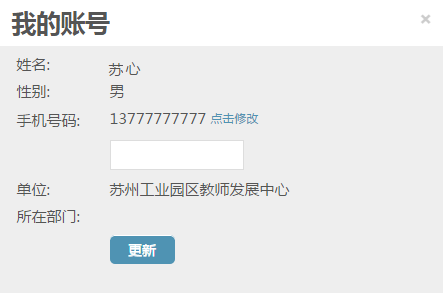 我的账号 ×
姓名: 苏心
性别: 男
手机号码: 13777777777 点击修改
单位: 苏州工业园区教师发展中心
所在部门:
更新